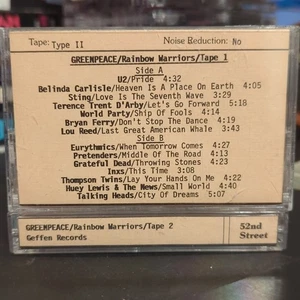 Tape: Type II Noise Reduction: No
GREENPEACE/Rainbow Warriors/Tape 1
Side A
U2/Pride 4:32
Belinda Carlisle/Heaven Is A Place On Earth 4:05
Sting/Love Is The Seventh Wave 3:29
Terence Trent D'Arby/Let's Go Forward 5:18
World Party/Ship Of Fools 4:14
Bryan Ferry/Don't Stop The Dance 4:19
Lou Reed/Last Great American Whale 3:43
Side B
Eurythmics/When Tomorrow Comes 4:27
Pretenders/Middle Of The Road 4:13
Grateful Dead/Throwing Stones 4:23
Inxs/This Time 3:08
Thompson Twins/Lay Your Hands On Me 4:22
Huey Lewis & The News/Small World 4:40
Talking Heads/City Of Dreams 5:07
GREENPEACE/Rainbow Warriors/Tape 2
Geffen Records
52nd
Street